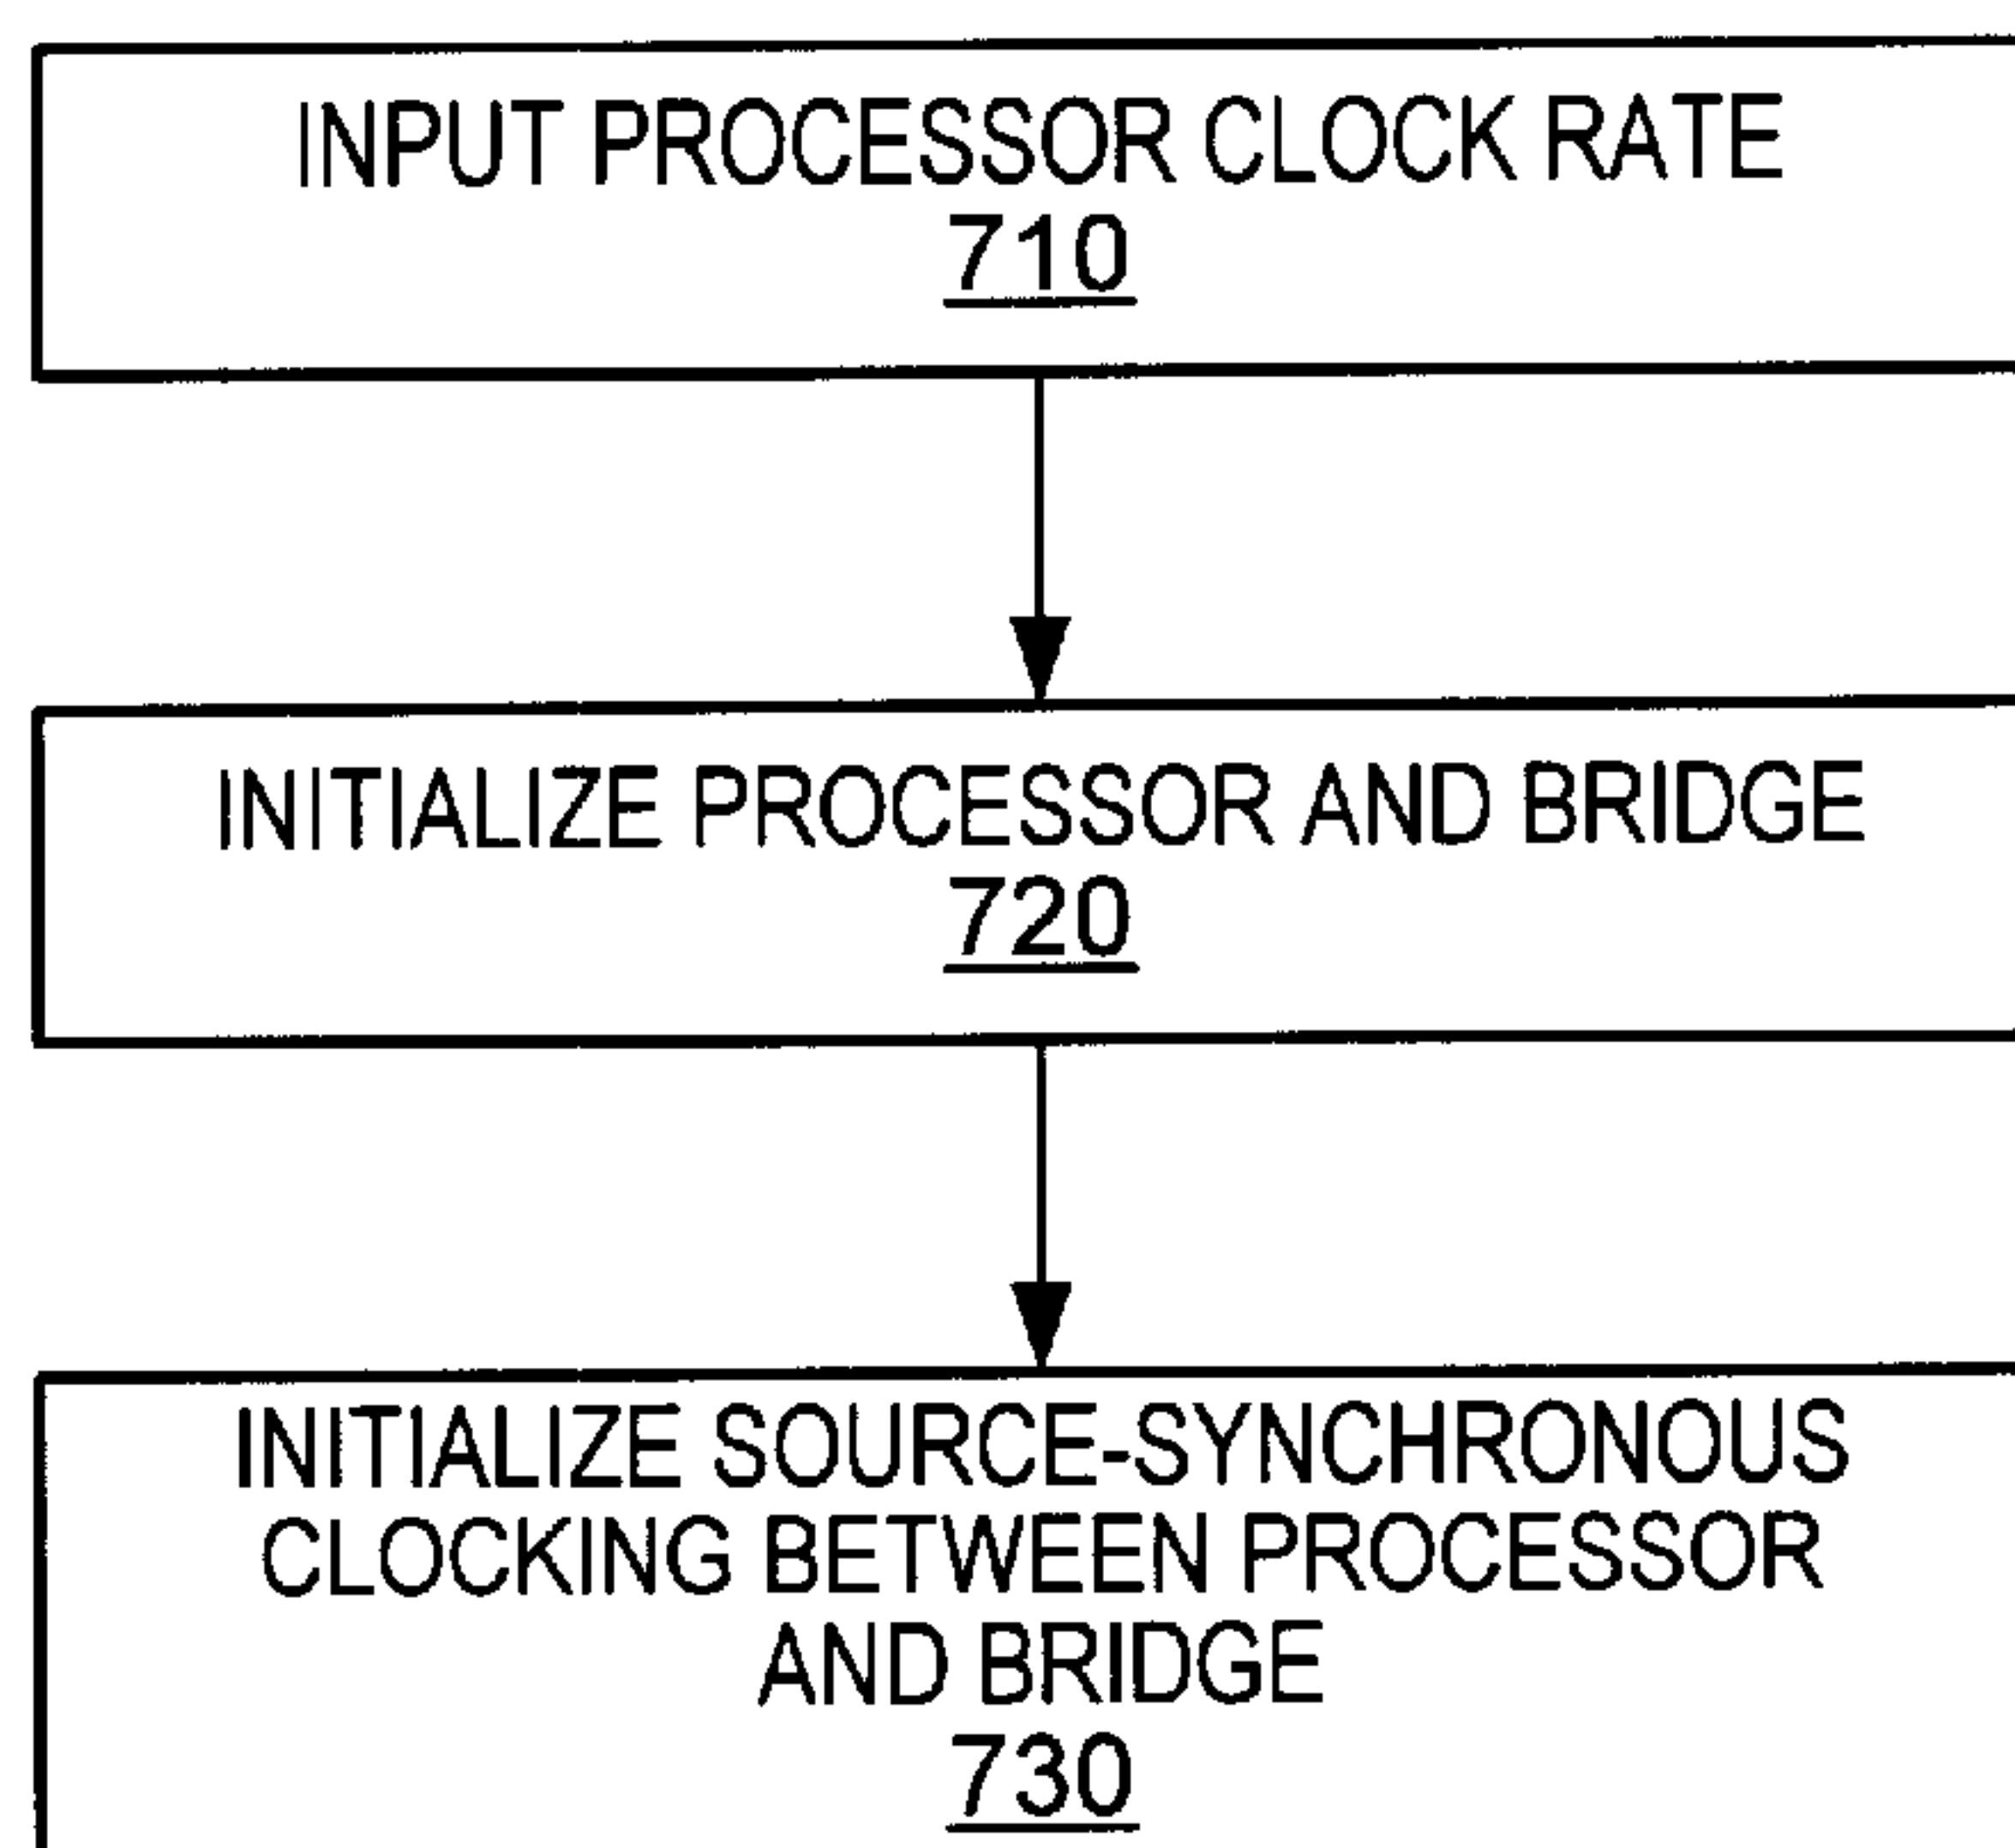 INPUT PROCESSOR CLOCK RATE
710
INITIALIZE PROCESSOR AND BRIDGE
720
INITIALIZE SOURCE-SYNCHRONOUS
CLOCKING BETWEEN PROCESSOR
AND BRIDGE
730